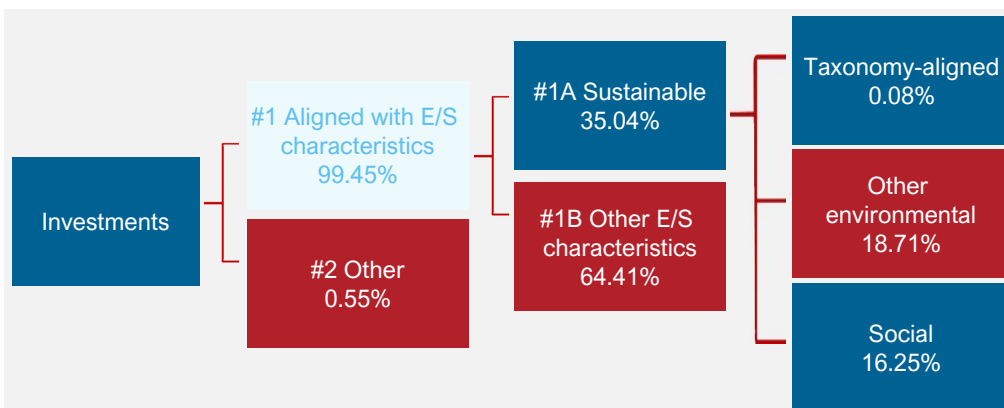 Investments
#1 Aligned with E/S
characteristics
99.45%
#2 Other
0.55%
#1A Sustainable
35.04%
#1B Other E/S
characteristics
64.41%
Taxonomy-aligned
0.08%
Other
environmental
18.71%
Social
16.25%